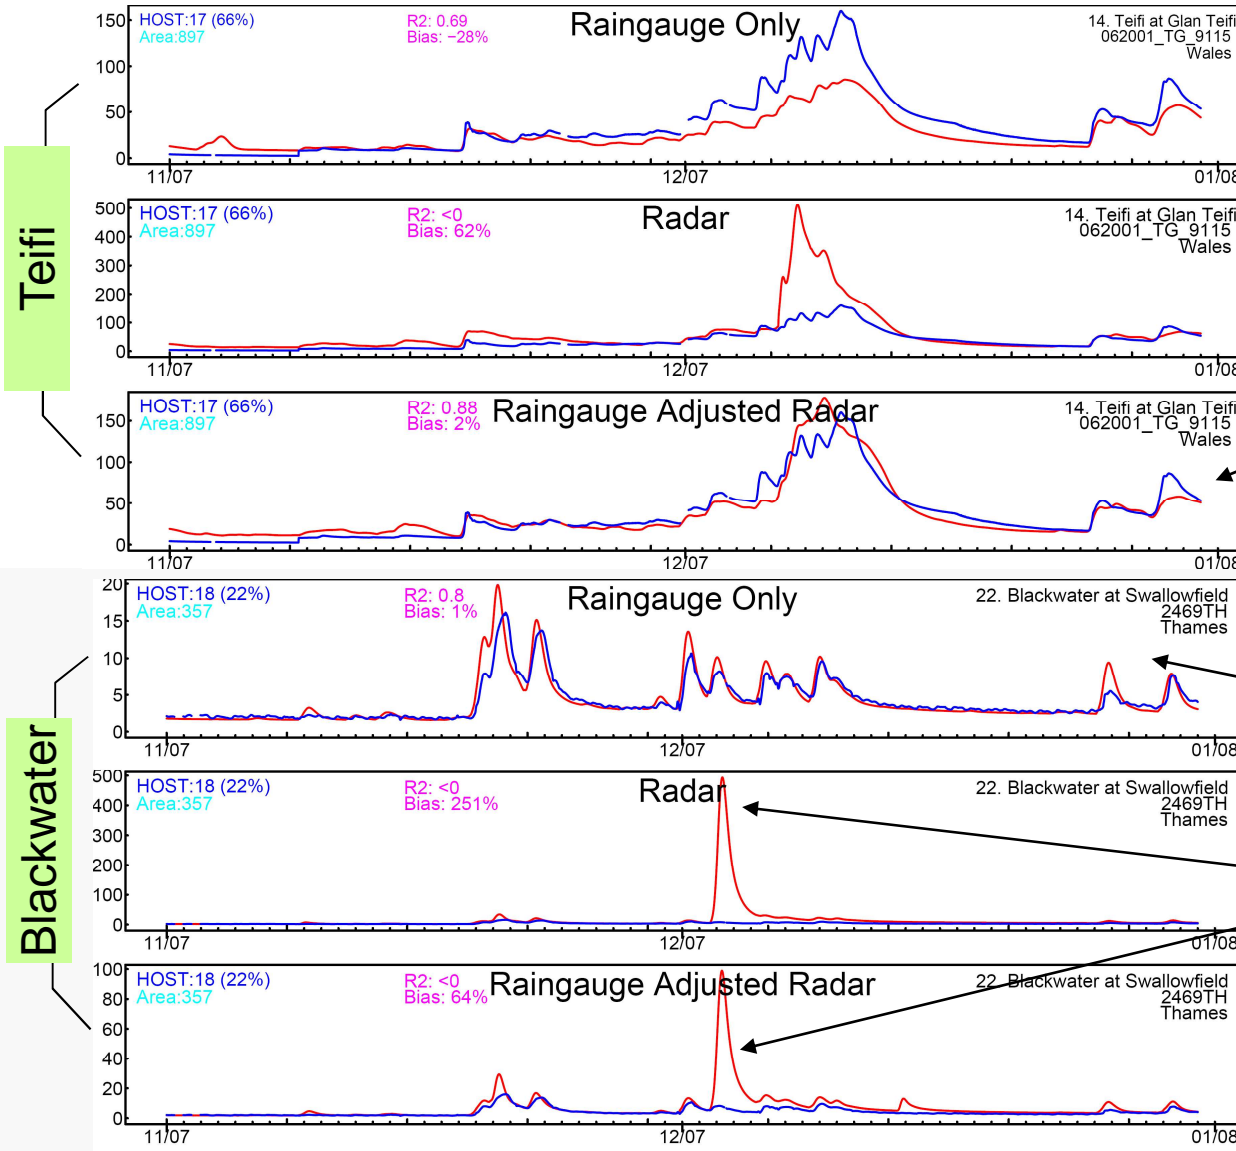 Teifi
HOST:17 (66%)
Area:897
R2: 0.69
Bias: −28%
Raingauge Only
14. Teifi at Glan Teifi
062001_TG_9115
Wales
150
100
50
0
11/07
12/07
01/08
HOST:17 (66%)
Area:897
R2: <0
Bias: 62%
Radar
14. Teifi at Glan Teifi
062001_TG_9115
Wales
500
400
300
200
100
0
11/07
12/07
01/08
HOST:17 (66%)
Area:897
R2: 0.88
Bias: 2%
Raingauge Adjusted Radar
14. Teifi at Glan Teifi
062001_TG_9115
Wales
150
100
50
0
11/07
12/07
01/08
Blackwater
HOST:18 (22%)
Area:357
R2: 0.8
Bias: 1%
Raingauge Only
22. Blackwater at Swallowfield
2469TH
Thames
20
15
10
5
0
11/07
12/07
01/08
HOST:18 (22%)
Area:357
R2: <0
Bias: 251%
Radar
22. Blackwater at Swallowfield
2469TH
Thames
500
400
300
200
100
0
11/07
12/07
01/08
HOST:18 (22%)
Area:357
R2: <0
Bias: 64%
Raingauge Adjusted Radar
22. Blackwater at Swallowfield
2469TH
Thames
100
80
60
40
20
0
11/07
12/07
01/08